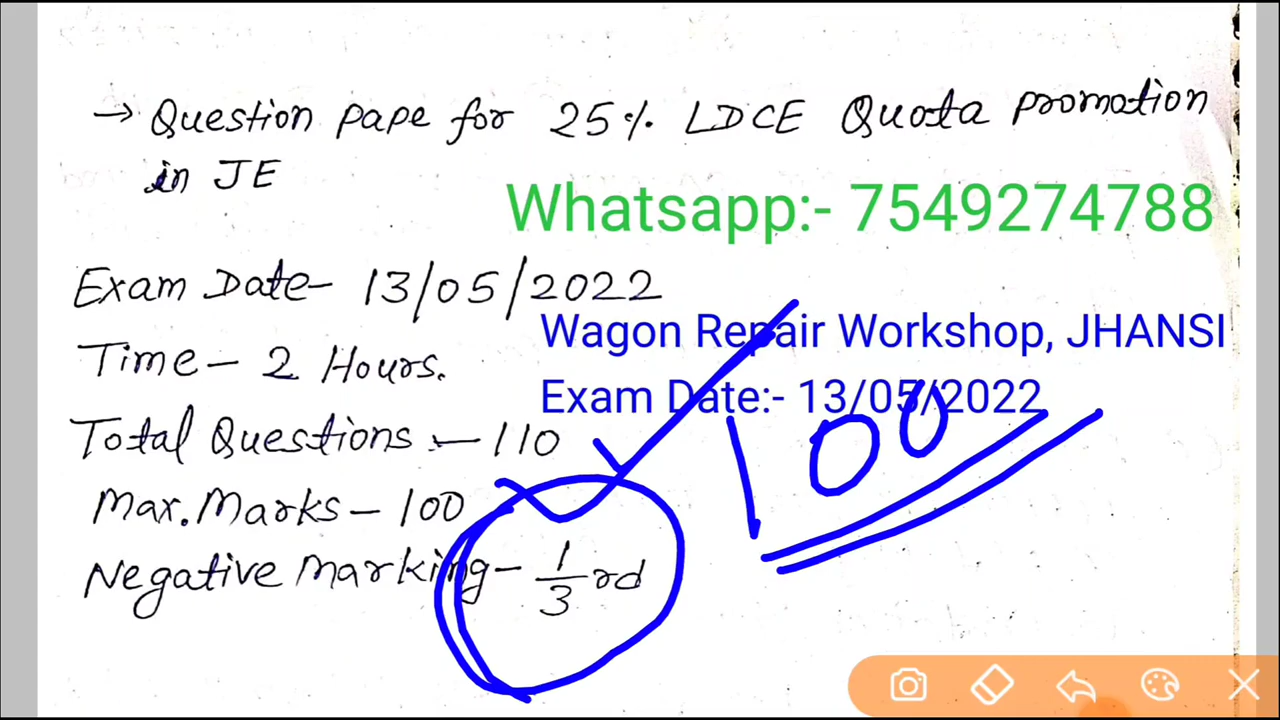 → Question pape for 25% LDCE Quota promotion
in JE
Whatsapp:- 7549274788
Exam Date- 13/05/2022
Wagon Repair Workshop, JHANSI
Time- 2 Hours.
Exam Date:- 13/05/2022
Total Questions :- 110
100
Max. Marks - 100
Negative Marking- 1/3 rd